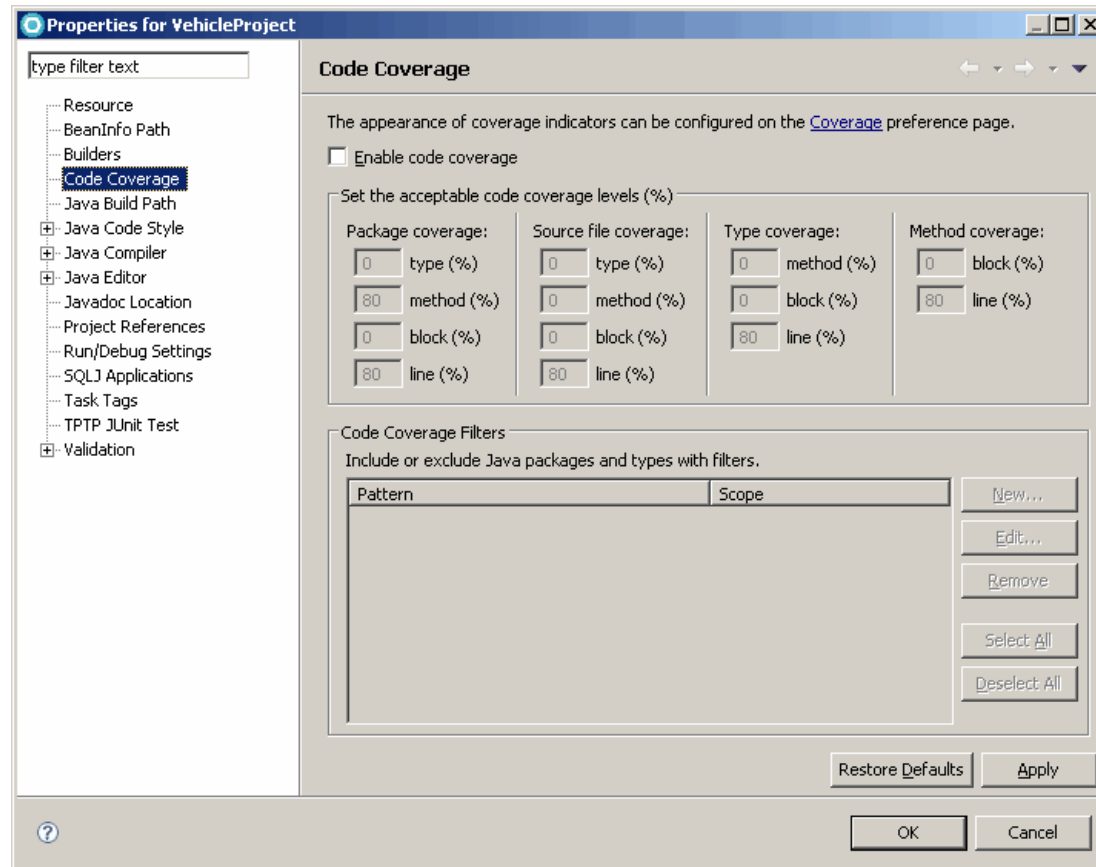 Properties for VehicleProject
type filter text
Resource
BeanInfo Path
Builders
Code Coverage
Java Build Path
Java Code Style
Java Compiler
Java Editor
Javadoc Location
Project References
Run/Debug Settings
SQLJ Applications
Task Tags
TPTP JUnit Test
Validation
Code Coverage
The appearance of coverage indicators can be configured on the Coverage preference page.
Enable code coverage
Set the acceptable code coverage levels (%)
Package coverage:
0 type (%)
80 method (%)
0 block (%)
80 line (%)
Source file coverage:
0 type (%)
0 method (%)
0 block (%)
80 line (%)
Type coverage:
0 method (%)
0 block (%)
80 line (%)
Method coverage:
0 block (%)
80 line (%)
Code Coverage Filters
Include or exclude Java packages and types with filters.
Pattern Scope
New...
Edit...
Remove
Select All
Deselect All
Restore Defaults Apply
? OK Cancel